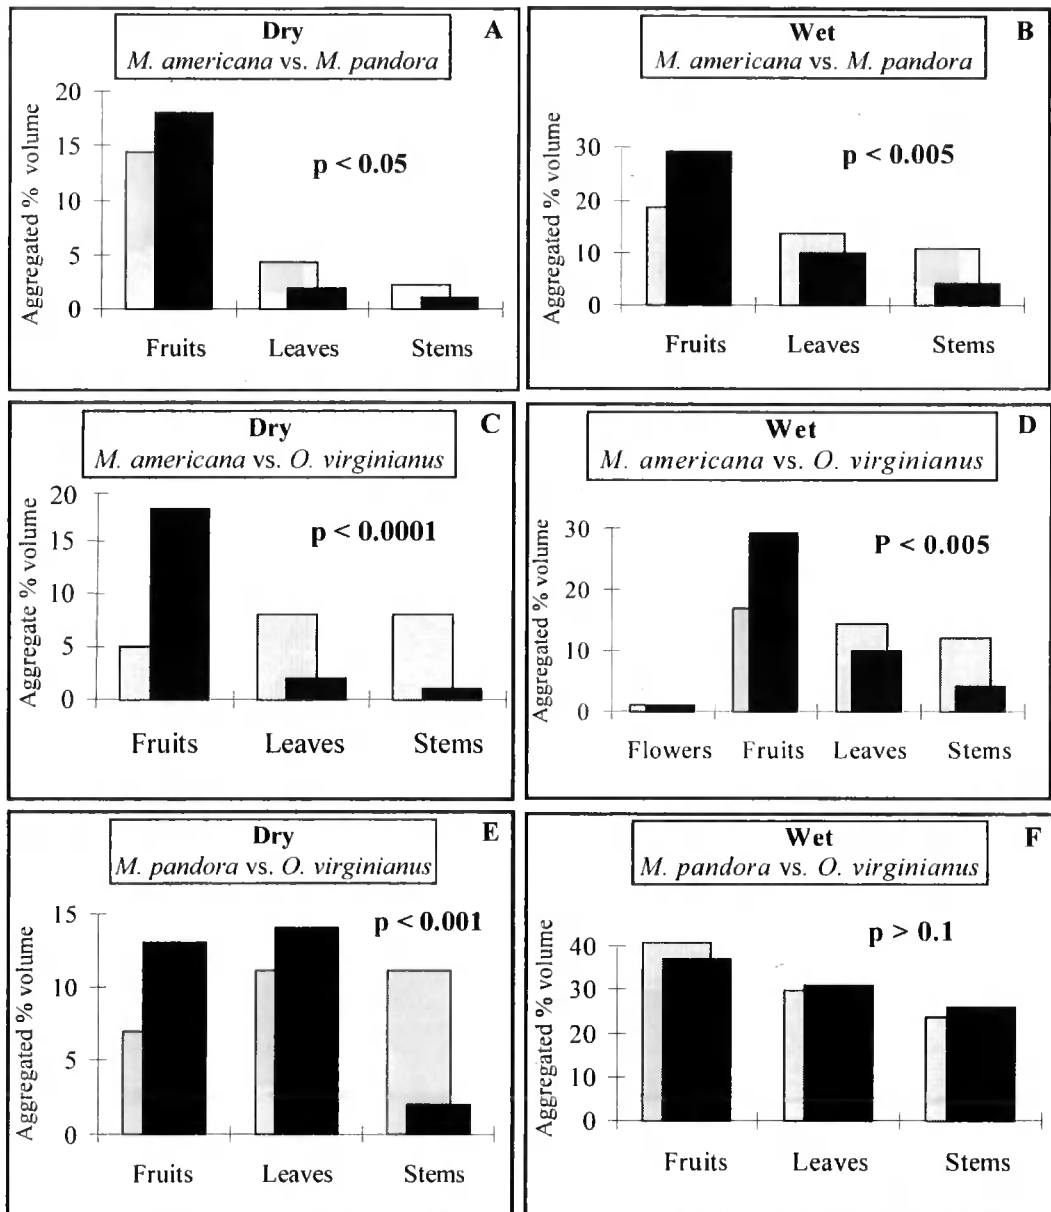 Dry
A
M. americana vs. M. pandora
Aggregated % volume
20
15
10
5
0
p < 0.05
Fruits Leaves Stems
Wet
B
M. americana vs. M. pandora
Aggregated % volume
30
20
10
0
p < 0.005
Fruits Leaves Stems
Dry
C
M. americana vs. O. virginianus
Aggregate % volume
20
15
10
5
0
p < 0.0001
Fruits Leaves Stems
Wet
D
M. americana vs. O. virginianus
Aggregated % volume
30
20
10
0
P < 0.005
Flowers Fruits Leaves Stems
Dry
E
M. pandora vs. O. virginianus
Aggregated % volume
15
10
5
0
p < 0.001
Fruits Leaves Stems
Wet
F
M. pandora vs. O. virginianus
Aggregated % volume
40
30
20
10
0
p > 0.1
Fruits Leaves Stems